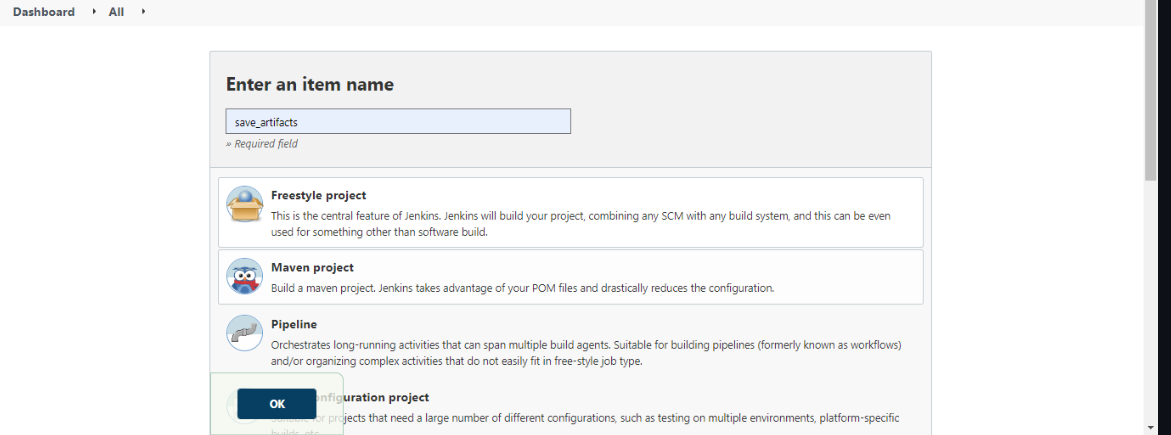 Dashboard All
Enter an item name
save_artifacts
» Required field
Freestyle project
This is the central feature of Jenkins. Jenkins will build your project, combining any SCM with any build system, and this can be even
used for something other than software build.
Maven project
Build a maven project. Jenkins takes advantage of your POM files and drastically reduces the configuration.
Pipeline
Orchestrates long-running activities that can span multiple build agents. Suitable for building pipelines (formerly known as workflows)
and/or organizing complex activities that do not easily fit in free-style job type.
OK
project
projects that need a large number of different configurations, such as testing on multiple environments, platform-specific